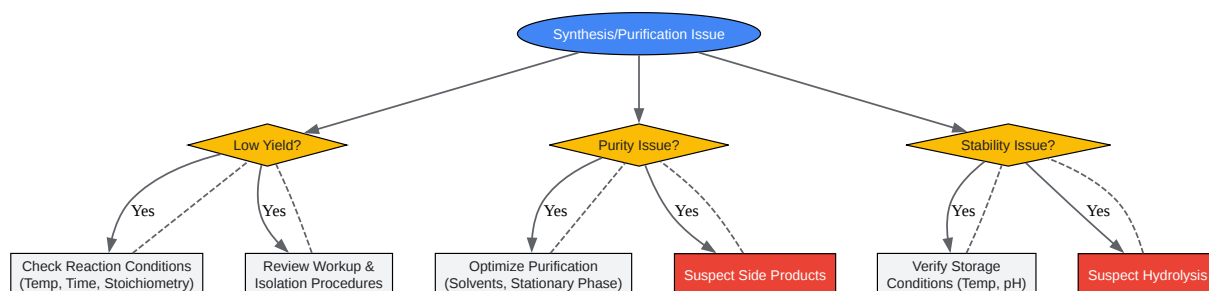 Synthesis/Purification Issue
Low Yield?
Purity Issue?
Stability Issue?
Yes
Yes
Yes
Yes
Yes
Yes
Check Reaction Conditions
(Temp, Time, Stoichiometry)
Review Workup &
Isolation Procedures
Optimize Purification
(Solvents, Stationary Phase)
Suspect Side Products
Verify Storage
Conditions (Temp, pH)
Suspect Hydrolysis